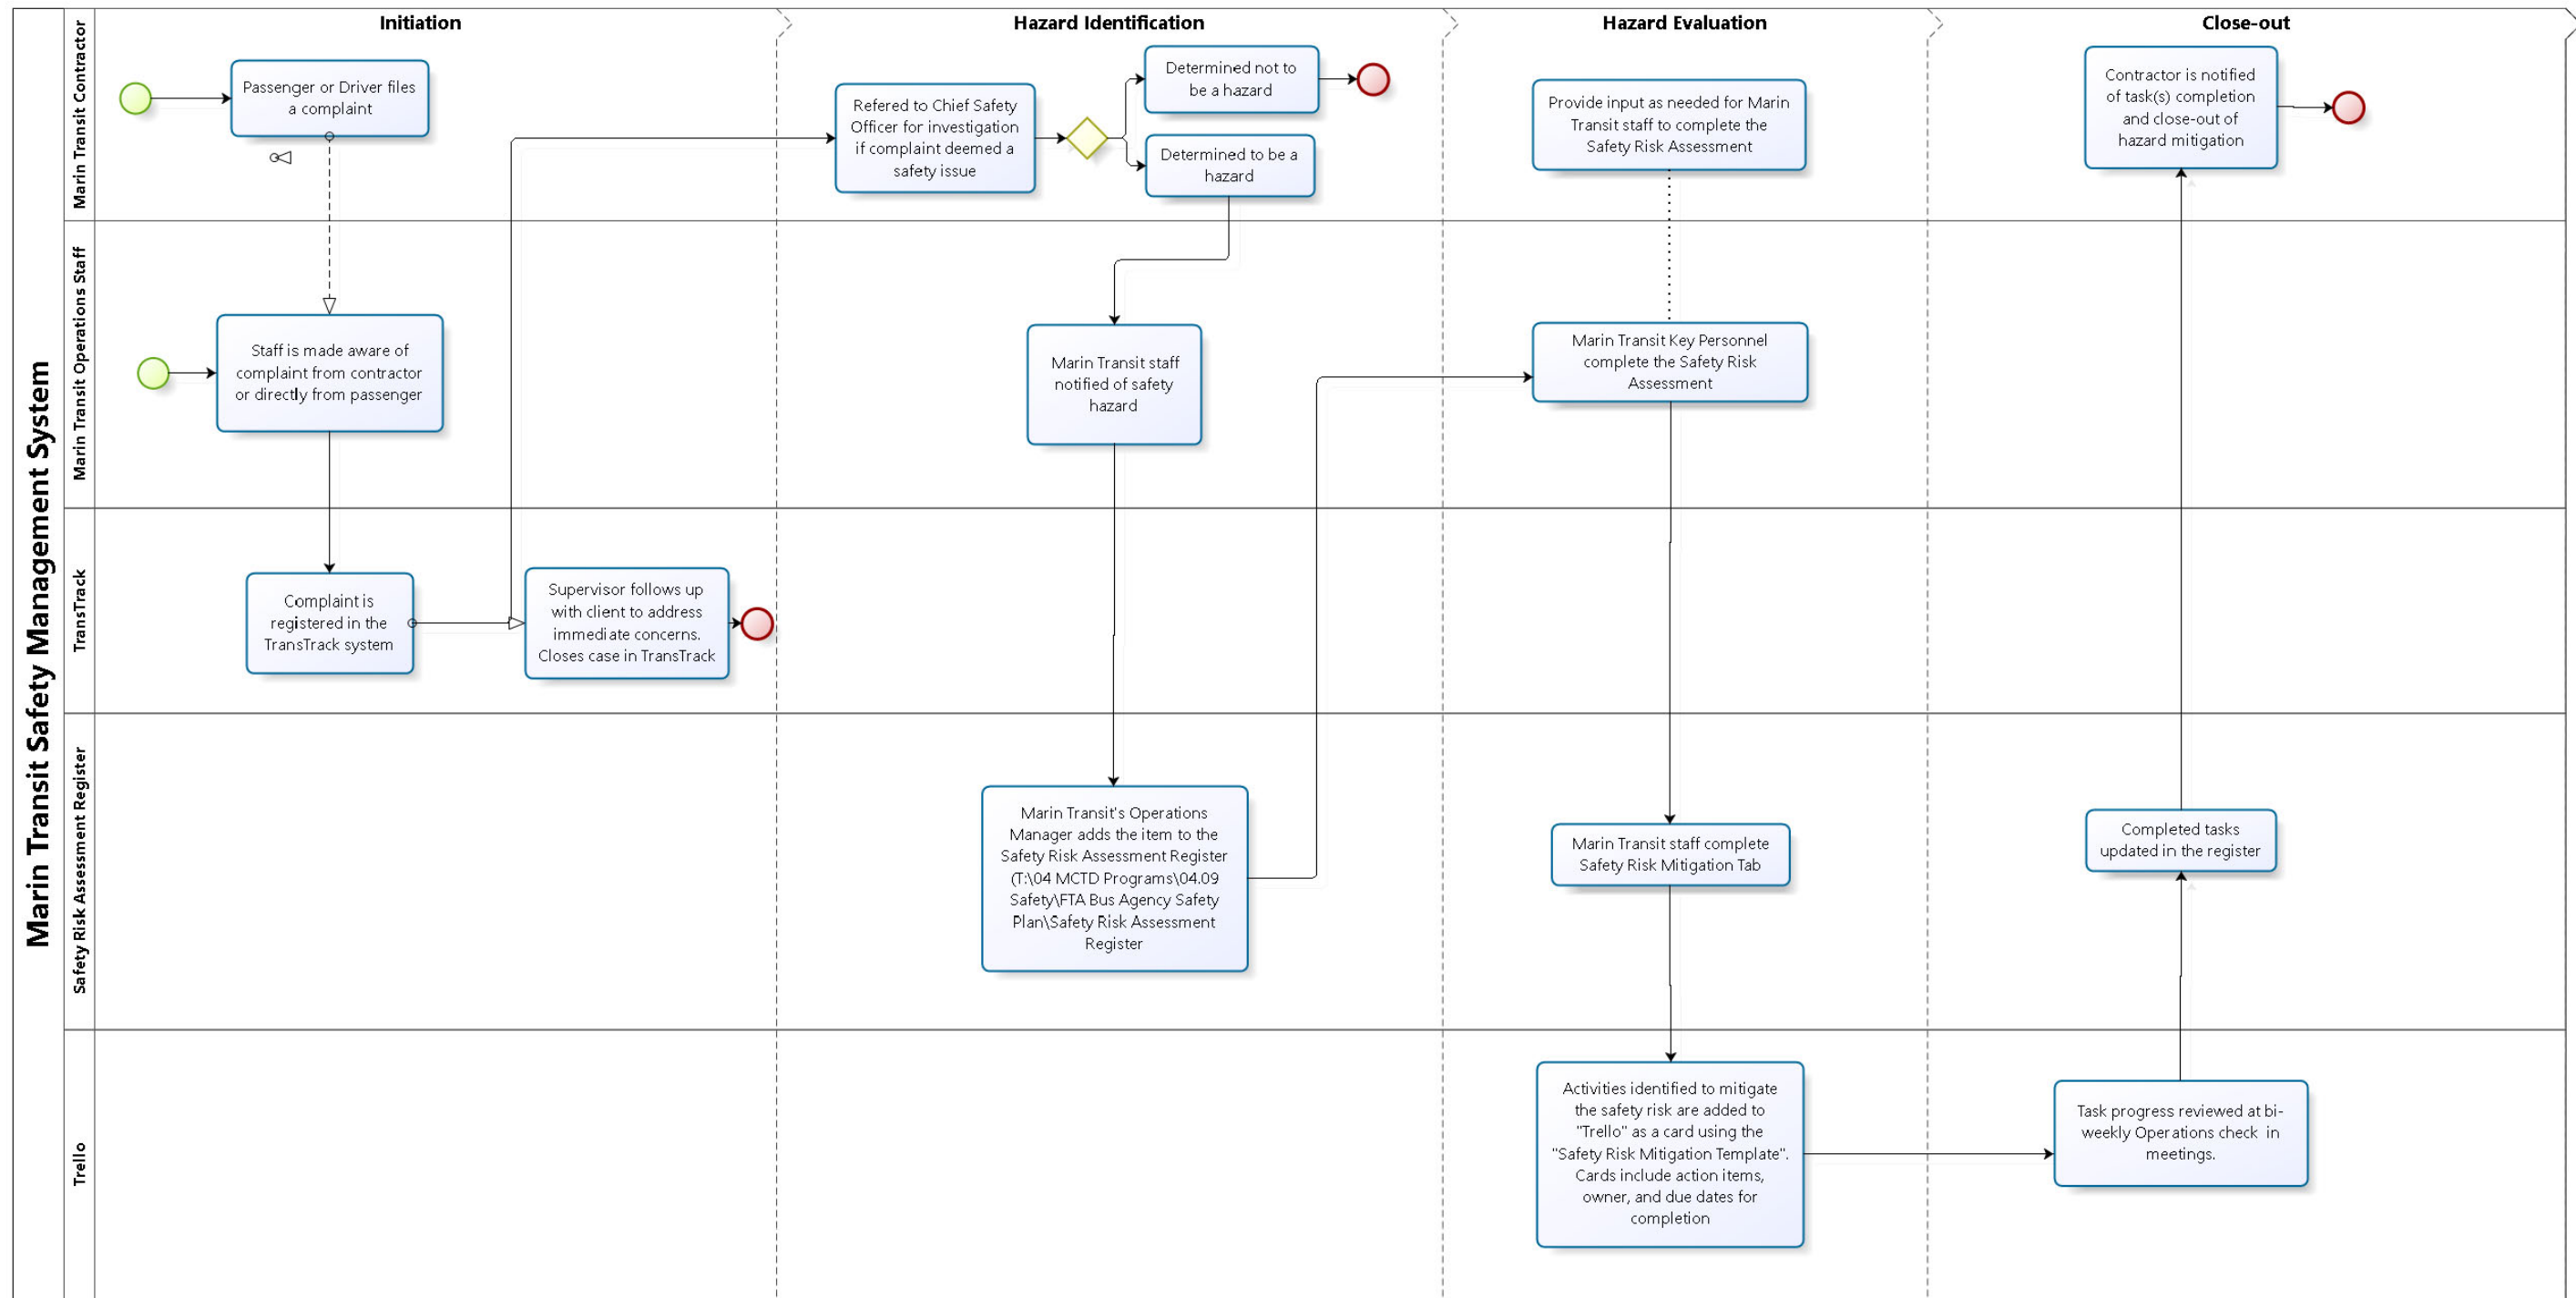 Marin Transit Safety Management System
Initiation
Hazard Identification
Hazard Evaluation
Close-out
Marin Transit Contractor
Passenger or Driver files
a complaint
Refered to Chief Safety
Officer for investigation
if complaint deemed a
safety issue
Determined not to
be a hazard
Determined to be a
hazard
Provide input as needed for Marin
Transit staff to complete the
Safety Risk Assessment
Contractor is notified
of task(s) completion
and close-out of
hazard mitigation
Marin Transit Operations Staff
Staff is made aware of
complaint from contractor
or directly from passenger
Marin Transit staff
notified of safety
hazard
Marin Transit Key Personnel
complete the Safety Risk
Assessment
TransTrack
Complaint is
registered in the
TransTrack system
Supervisor follows up
with client to address
immediate concerns.
Closes case in TransTrack
Safety Risk Assessment Register
Marin Transit's Operations
Manager adds the item to the
Safety Risk Assessment Register
(T:\04 MCTD Programs\04.09
Safety\FTA Bus Agency Safety
Plan\Safety Risk Assessment
Register
Marin Transit staff complete
Safety Risk Mitigation Tab
Completed tasks
updated in the register
Trello
Activities identified to mitigate
the safety risk are added to
"Trello" as a card using the
"Safety Risk Mitigation Template".
Cards include action items,
owner, and due dates for
completion
Task progress reviewed at bi-
weekly Operations check in
meetings.